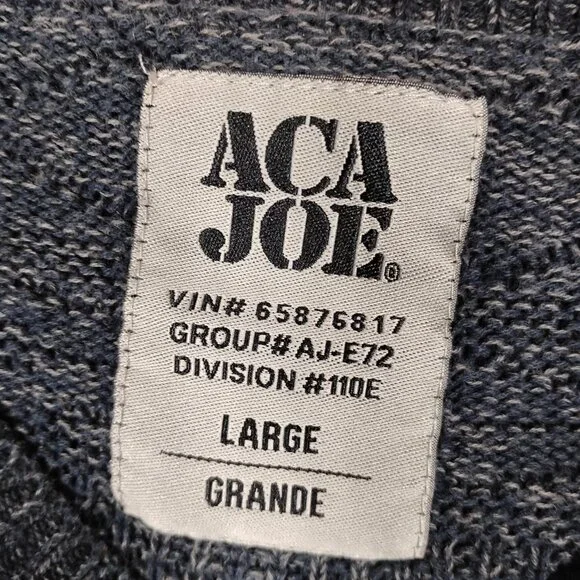 ACA
JOE®
VIN# 65876817
GROUP# AJ-E72
DIVISION #110E
LARGE
GRANDE